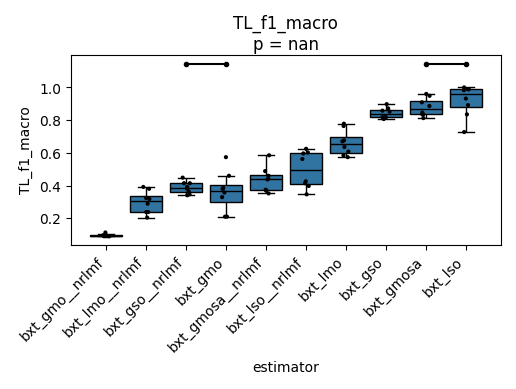 TL_f1_macro
p = nan
TL_f1_macro
1.0
0.8
0.6
0.4
0.2
bxt_gmo__nrlmf
bxt_lmo__nrlmf
bxt_gso__nrlmf
bxt_gmo
bxt_gmosa__nrlmf
bxt_lso__nrlmf
bxt_lmo
bxt_gso
bxt_gmosa
bxt_lso
estimator